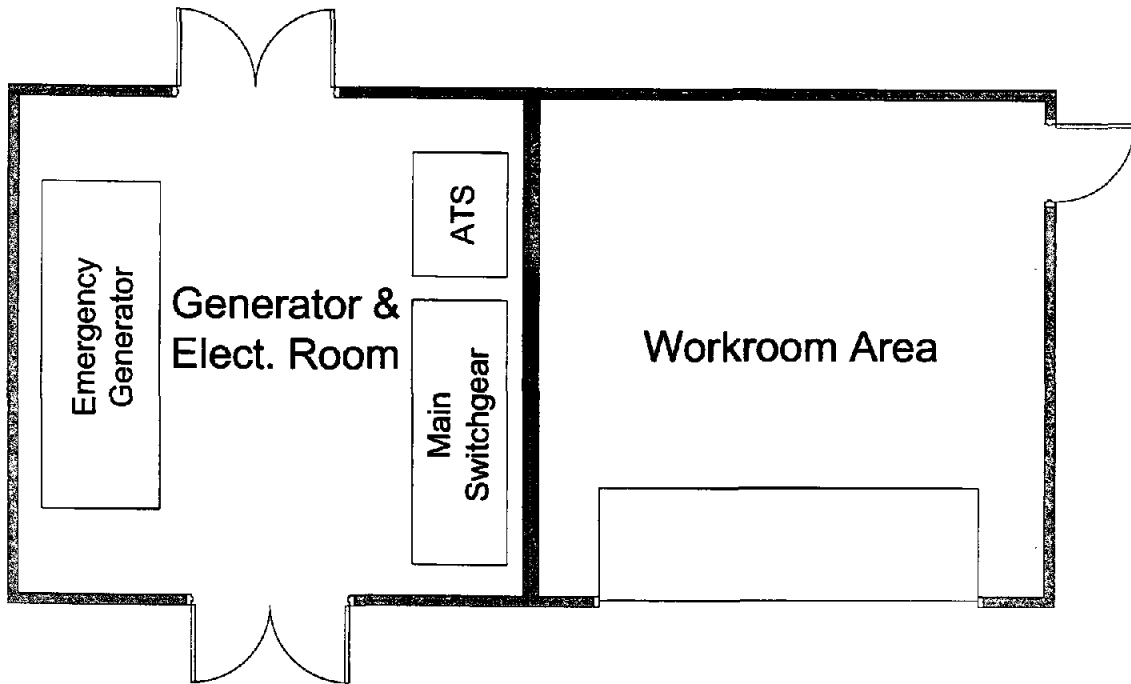 Emergency
Generator
Generator &
Elect. Room
ATS
Main
Switchgear
Workroom Area